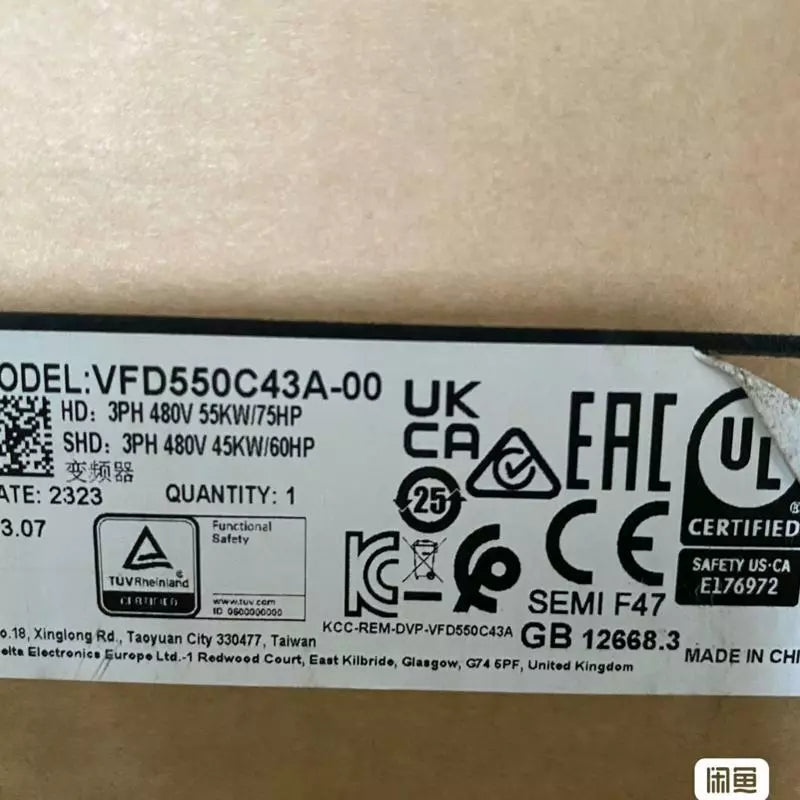 ODEL:VFD550C43A-00
HD: 3PH 480V 55KW/75HP
SHD: 3PH 480V 45KW/60HP
变频器
ATE: 2323 QUANTITY: 1
3.07
TÜVRheinland
CERTIFIED
Functional
Safety
www.tuv.com
ID 0600000000
UK
CA
25
EAC
UL
®
CERTIFIED
SAFETY US·CA
E176972
CE
SEMI F47
KCC-REM-DVP-VFD550C43A
GB 12668.3
MADE IN CHI
o.18, Xinglong Rd., Taoyuan City 330477, Taiwan
elta Electronics Europe Ltd.-1 Redwood Court, East Kilbride, Glasgow, G74 5PF, United Kingdom
闲鱼